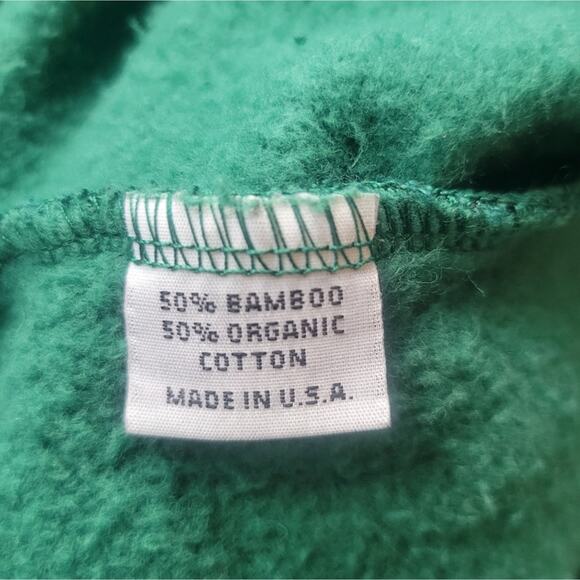 50% BAMBOO
50% ORGANIC
COTTON
MADE IN U.S.A.